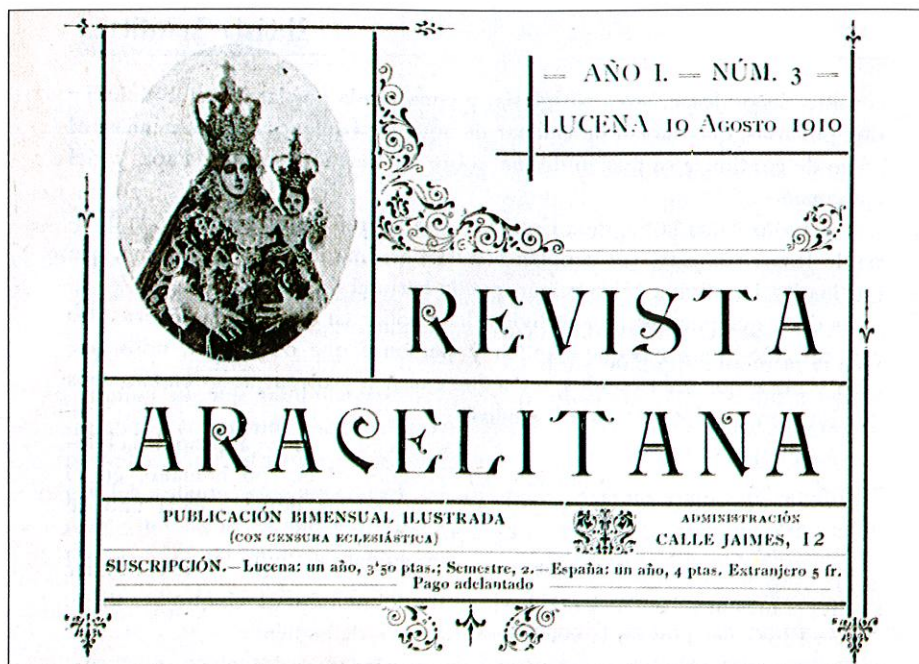 — AÑO I. — NÚM. 3 —
LUCENA 19 AGOSTO 1910
REVISTA
ARACELITANA
PUBLICACIÓN BIMENSUAL ILUSTRADA
(CON CENSURA ECLESIÁSTICA)
ADMINISTRACIÓN
CALLE JAIMES, 12
SUSCRIPCIÓN.—Lucena: un año, 3'50 ptas.; Semestre, 2.—España: un año, 4 ptas. Extranjero 5 fr.
Pago adelantado